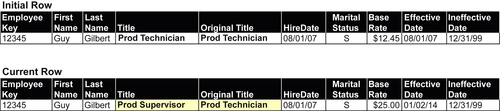 Initial Row
Employee Key First Name Last Name Title Original Title HireDate Marital Status Base Rate Effective Date Ineffective Date
12345 Guy Gilbert Prod Technician Prod Technician 08/01/07 S $12.45 08/01/07 12/31/99
Current Row
Employee Key First Name Last Name Title Original Title HireDate Marital Status Base Rate Effective Date Ineffective Date
12345 Guy Gilbert Prod Supervisor Prod Technician 08/01/07 S $25.00 01/02/14 12/31/99